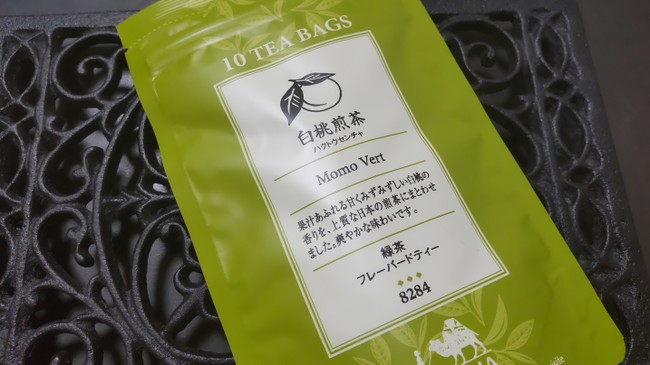 10 TEA BAGS
白桃煎茶
ハクトウセンチャ
Momo Vert
果汁あふれる甘くみずみずしい白桃の
香りを、上質な日本の煎茶にまとわせ
ました。爽やかな味わいです。
緑茶
フレーバードティー
8284